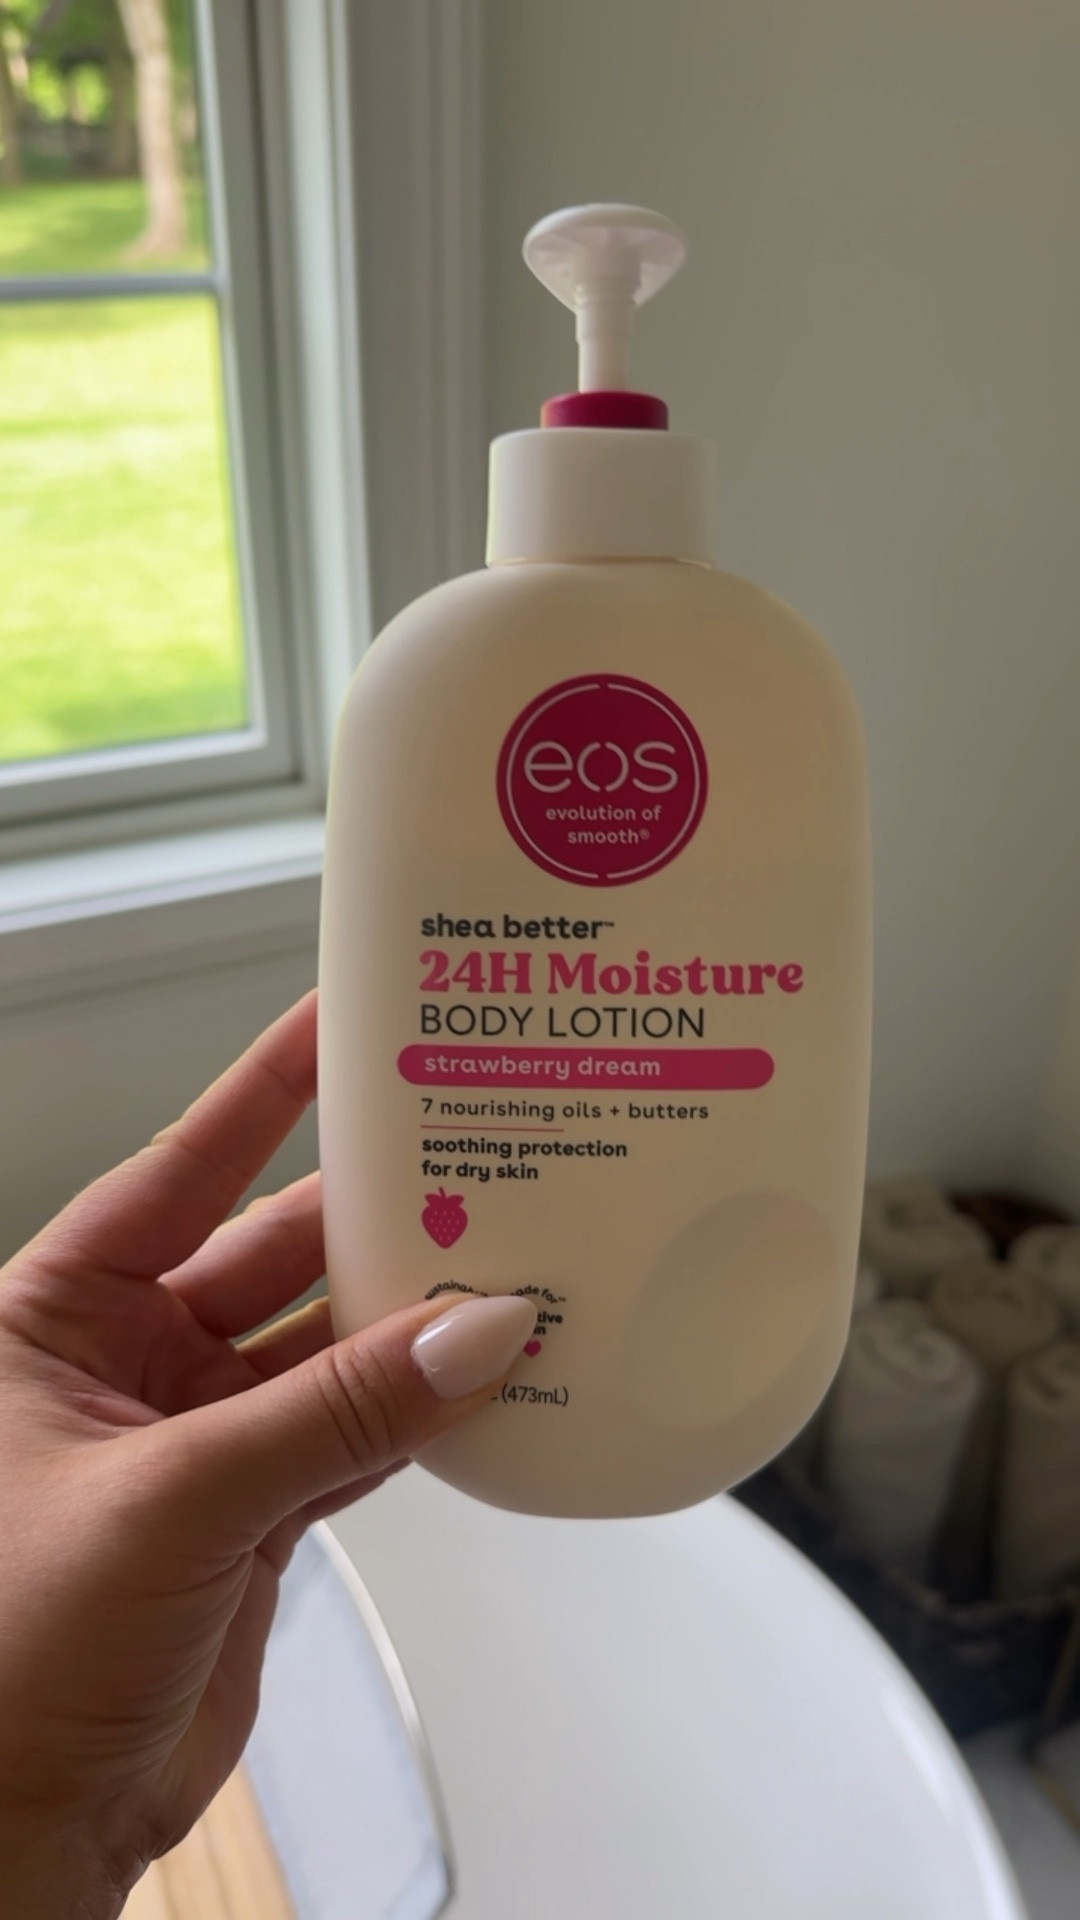 eos
evolution of
smooth®
shea better™
24H Moisture
BODY LOTION
strawberry dream
7 nourishing oils + butters
soothing protection
for dry skin
(473mL)